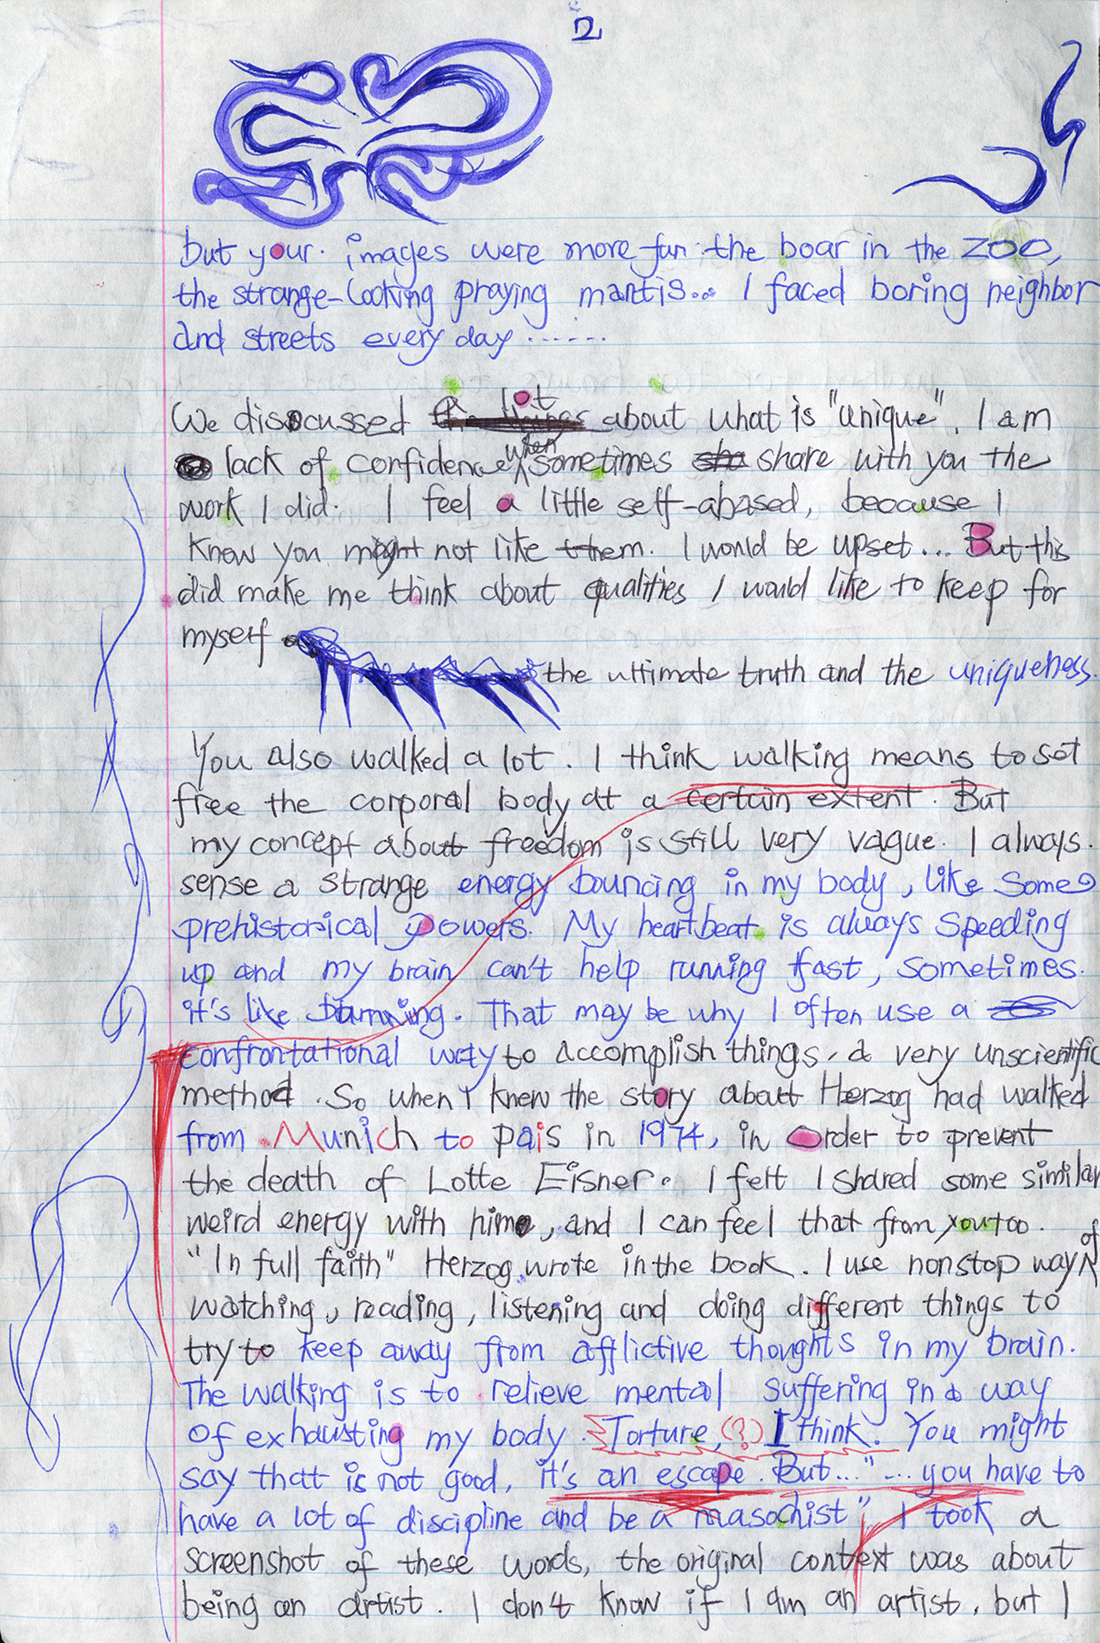 2
but your. images were more fun. the boar in the zoo,
the strange-looking praying mantis... I faced boring neighbor
and streets every day ......
lot
We disocussed about what is "unique". I am
when
lack of confidence sometimes sha share with you the
work I did. I feel a little self-abased, because I
know you might not like them. I would be upset... But this
did make me think about qualities I would like to keep for
myself
the ultimate truth and the uniqueness.
You also walked a lot. I think walking means to set
free the corporal body at a certain extent. But
my concept about freedom is still very vague. I always.
sense a strange energy bouncing in my body, like some
prehistorical powers. My heartbeat is always speeding
up and my brain can't help running fast, sometimes.
it's like burning. That may be why I often use a
confrontational way to accomplish things, a very unscientific
method. So when I knew the story abatt Herzog had walked
from Munich to pais in 1974, in order to prevent
the death of Lotte Eisner. I felt I shared some similar
weird energy with him, and I can feel that from you too.
of
"In full faith" Herzog wrote in the book. I use nonstop way
watching, reading, listening and doing different things to
try to keep away from afflictive thoughts in my brain.
The walking is to relieve mental suffering in a way
of exhausting my body. Torture, (?) I think. You might
say that is not good, it's an escape. But..."... you have to
have a lot of discipline and be a masochist", I took a
screenshot of these words, the original context was about
being an artist. I don't know if I am an artist, but I